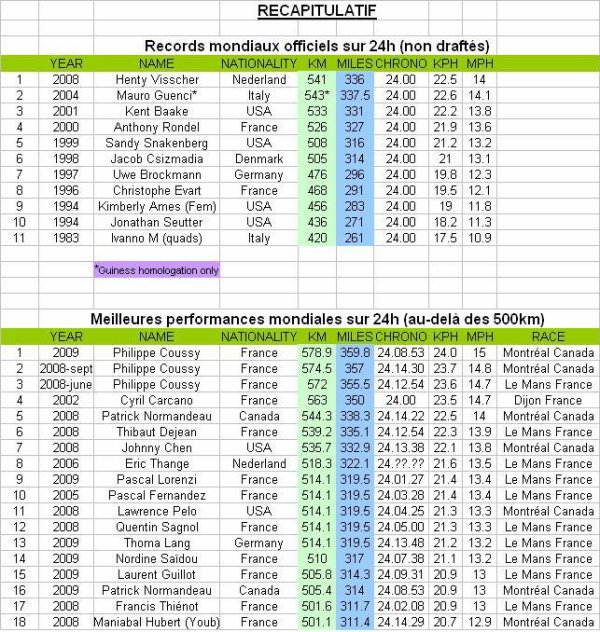 RECAPITULATIF
Records mondiaux officiels sur 24h (non draftés)
YEAR NAME NATIONALITY KM MILES CHRONO KPH MPH
1 2008 Henty Visscher Nederland 541 336 24.00 22.5 14
2 2004 Mauro Guenci* Italy 543* 337.5 24.00 22.6 14.1
3 2001 Kent Baake USA 533 331 24.00 22.2 13.8
4 2000 Anthony Rondel France 526 327 24.00 21.9 13.6
5 1999 Sandy Snakenberg USA 508 316 24.00 21.2 13.2
6 1998 Jacob Csizmadia Denmark 505 314 24.00 21 13.1
7 1997 Uwe Brockmann Germany 476 296 24.00 19.8 12.3
8 1996 Christophe Evart France 468 291 24.00 19.5 12.1
9 1994 Kimberly Ames (Fem) USA 456 283 24.00 19 11.8
10 1994 Jonathan Seutter USA 436 271 24.00 18.2 11.3
11 1983 Ivanno M (quads) Italy 420 261 24.00 17.5 10.9
*Guiness homologation only
Meilleures performances mondiales sur 24h (au-delà des 500km)
YEAR NAME NATIONALITY KM MILES CHRONO KPH MPH RACE
1 2009 Philippe Coussy France 578.9 359.8 24.08.53 24.0 15 Montréal Canada
2 2008-sept Philippe Coussy France 574.5 357 24.14.30 23.7 14.8 Montréal Canada
3 2008-june Philippe Coussy France 572 355.5 24.12.54 23.6 14.7 Le Mans France
4 2002 Cyril Carcano France 563 350 24.00 23.5 14.7 Dijon France
5 2008 Patrick Normandeau Canada 544.3 338.3 24.14.22 22.5 14 Montréal Canada
6 2008 Thibaut Dejean France 539.2 335.1 24.12.54 22.3 13.9 Le Mans France
7 2008 Johnny Chen USA 535.7 332.9 24.13.38 22.1 13.8 Montréal Canada
8 2006 Eric Thange Nederland 518.3 322.1 24.??.?? 21.6 13.5 Le Mans France
9 2009 Pascal Lorenzi France 514.1 319.5 24.01.27 21.4 13.4 Le Mans France
10 2005 Pascal Fernandez France 514.1 319.5 24.03.28 21.4 13.4 Le Mans France
11 2008 Lawrence Pelo USA 514.1 319.5 24.04.25 21.3 13.3 Montréal Canada
12 2008 Quentin Sagnol France 514.1 319.5 24.05.00 21.3 13.3 Le Mans France
13 2009 Thoma Lang Germany 514.1 319.5 24.13.48 21.2 13.2 Le Mans France
14 2009 Nordine Saïdou France 510 317 24.07.38 21.1 13.2 Le Mans France
15 2009 Laurent Guillot France 505.8 314.3 24.09.31 20.9 13 Le Mans France
16 2009 Patrick Normandeau Canada 505.4 314 24.08.53 20.9 13 Montréal Canada
17 2008 Francis Thiénot France 501.6 311.7 24.02.08 20.9 13 Le Mans France
18 2008 Maniabal Hubert (Youb) France 501.1 311.4 24.14.29 20.7 12.9 Montréal Canada